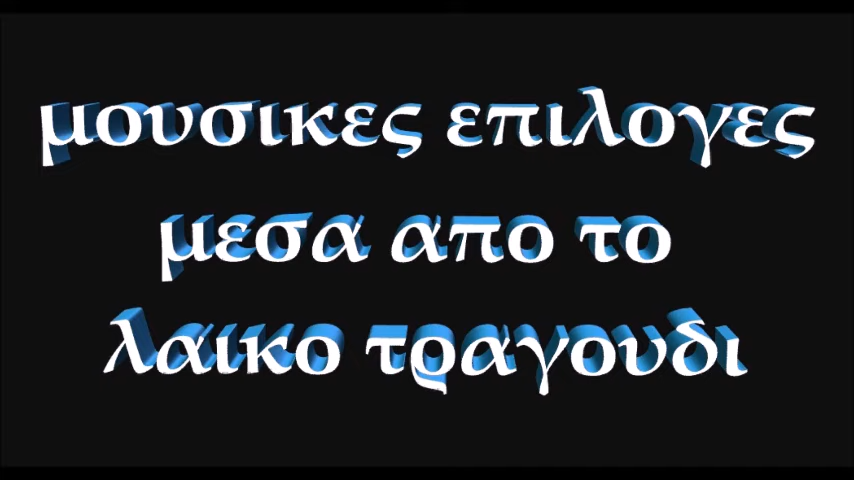 μουσικες επιλογες
μεσα απο το
λαικο τραγουδι